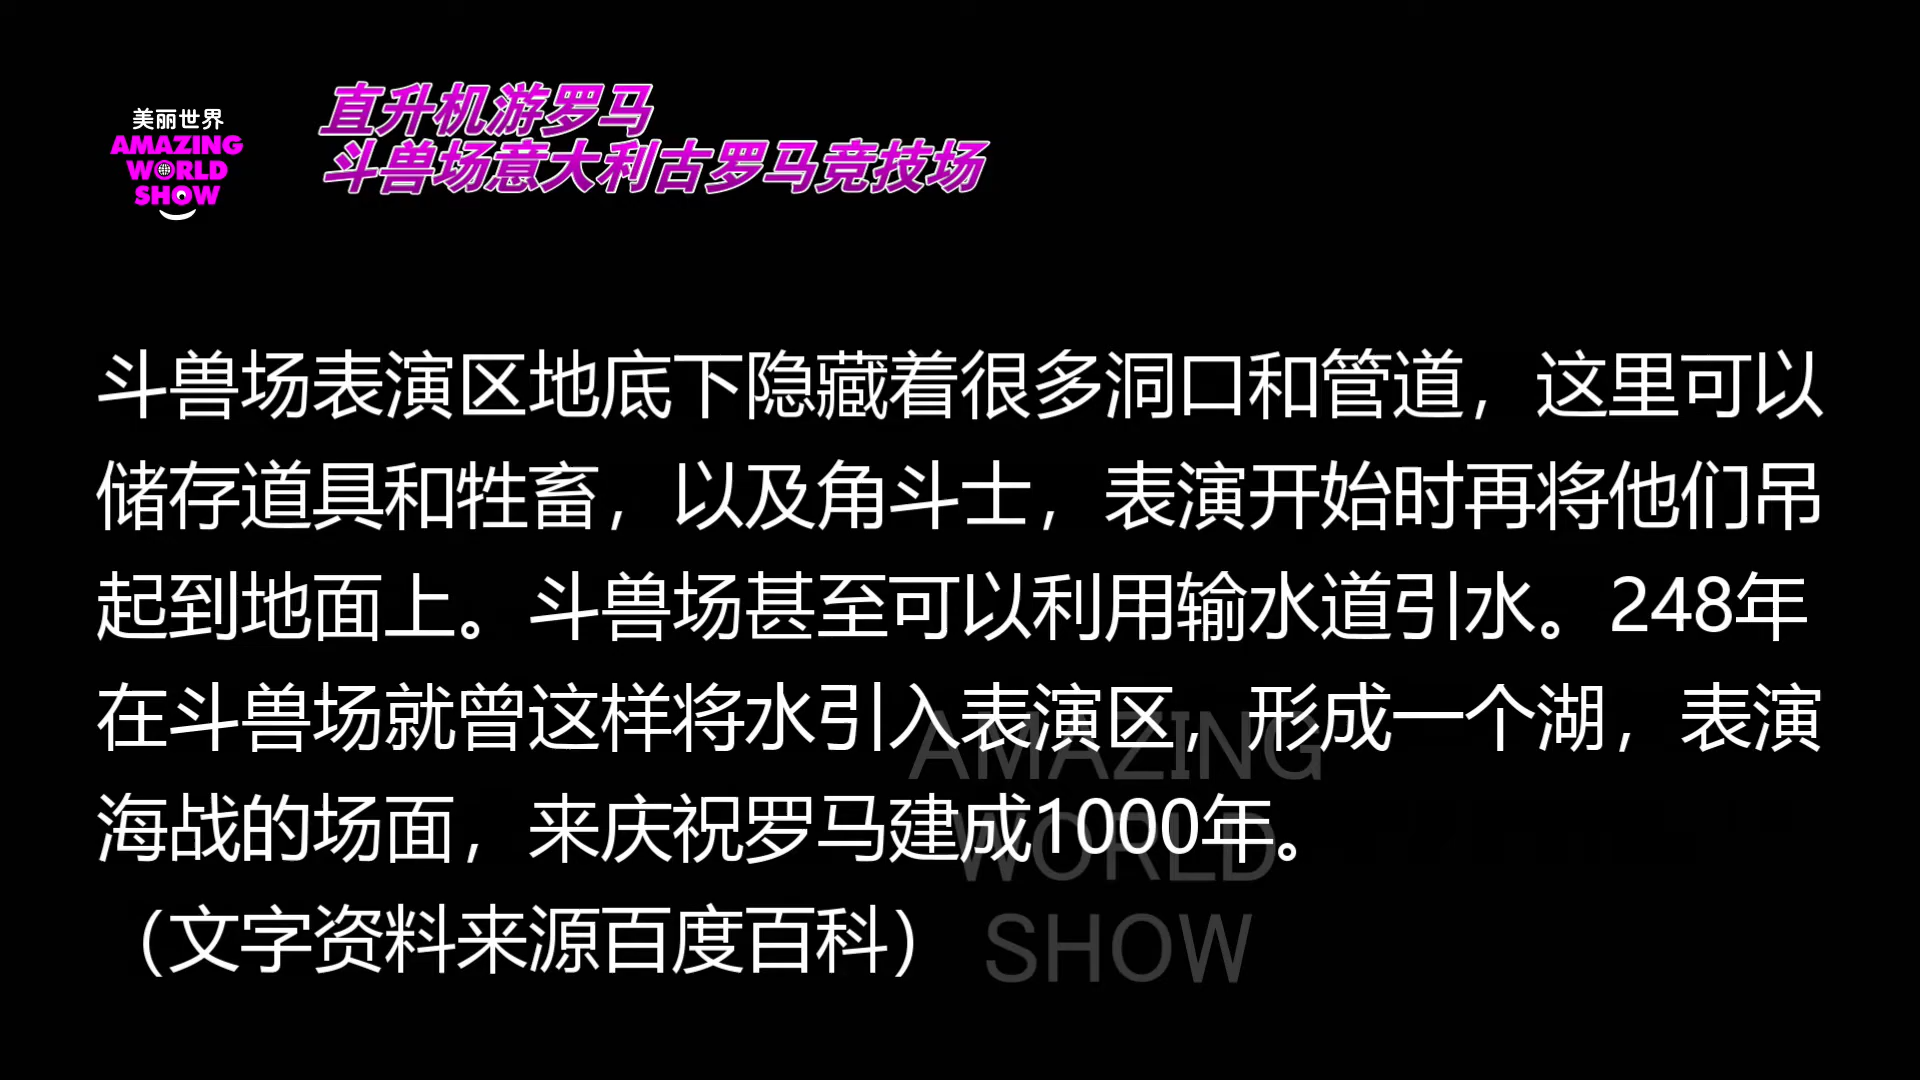 美丽世界
AMAZING
WORLD
SHOW
直升机游罗马
斗兽场意大利古罗马竞技场
斗兽场表演区地底下隐藏着很多洞口和管道，这里可以
储存道具和牲畜，以及角斗士，表演开始时再将他们吊
起到地面上。斗兽场甚至可以利用输水道引水。248年
在斗兽场就曾这样将水引入表演区，形成一个湖，表演
海战的场面，来庆祝罗马建成1000年。
（文字资料来源百度百科）
AMAZING
WORLD
SHOW